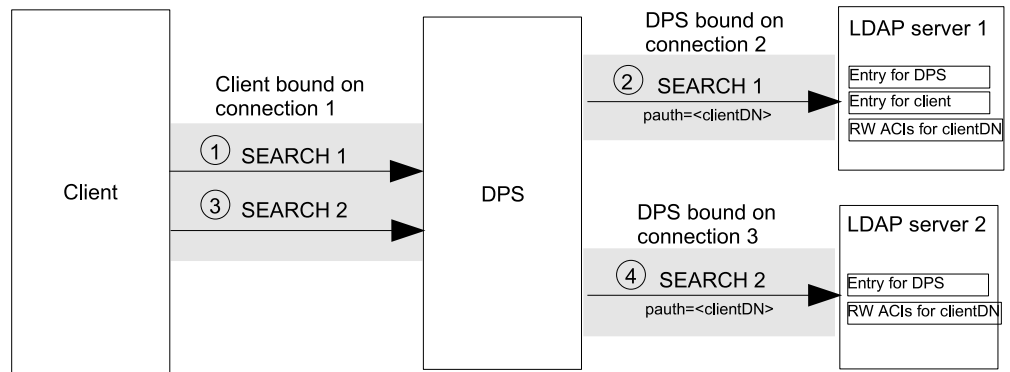 Client
Client bound on
connection 1
1 SEARCH 1
3 SEARCH 2
DPS
DPS bound on
connection 2
2 SEARCH 1
pauth=<clientDN>
DPS bound on
connection 3
4 SEARCH 2
pauth=<clientDN>
LDAP server 1
Entry for DPS
Entry for client
RW ACIs for clientDN
LDAP server 2
Entry for DPS
RW ACIs for clientDN